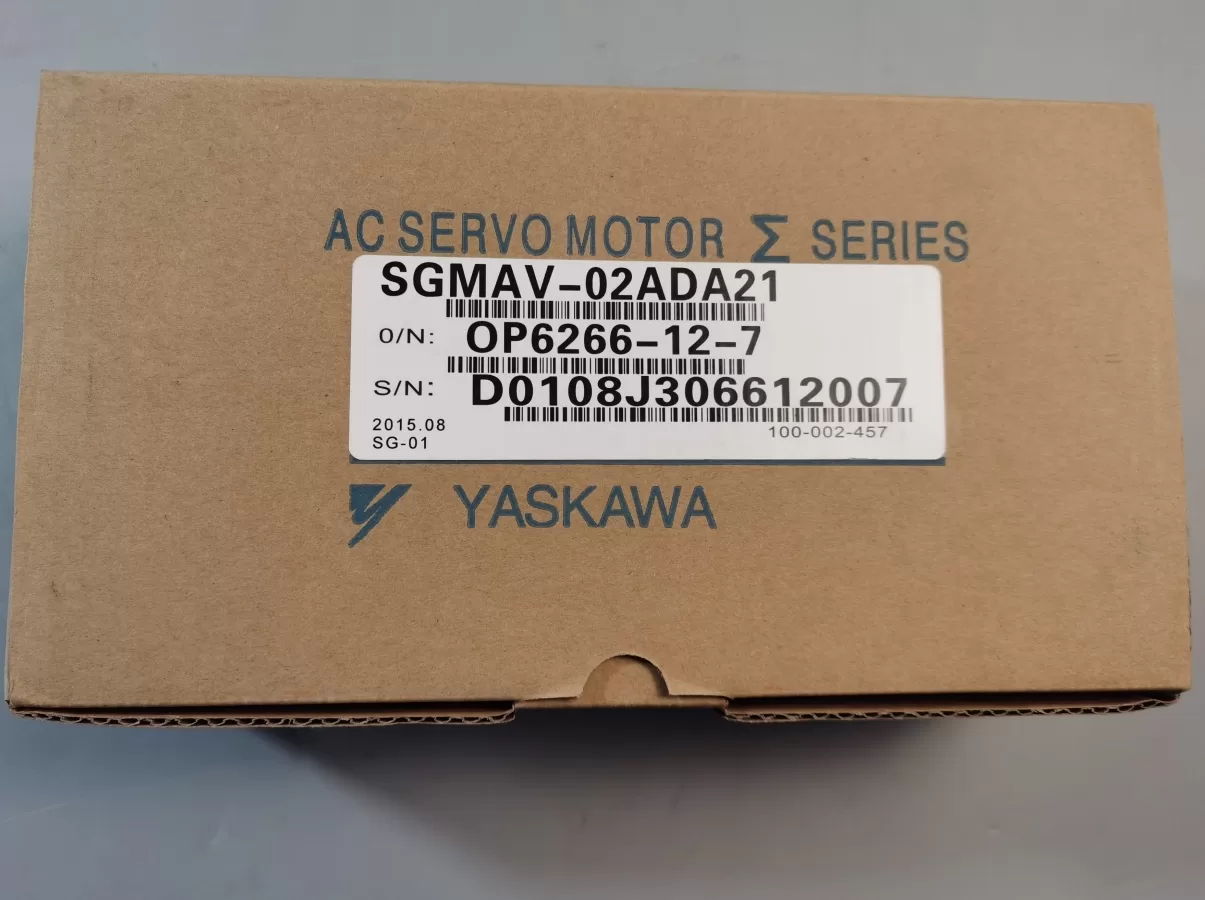 AC SERVO MOTOR Σ SERIES
SGMAV-02ADA21
O/N: OP6266-12-7
S/N: D0108J306612007
2015.08
100-002-457
SG-01
YASKAWA